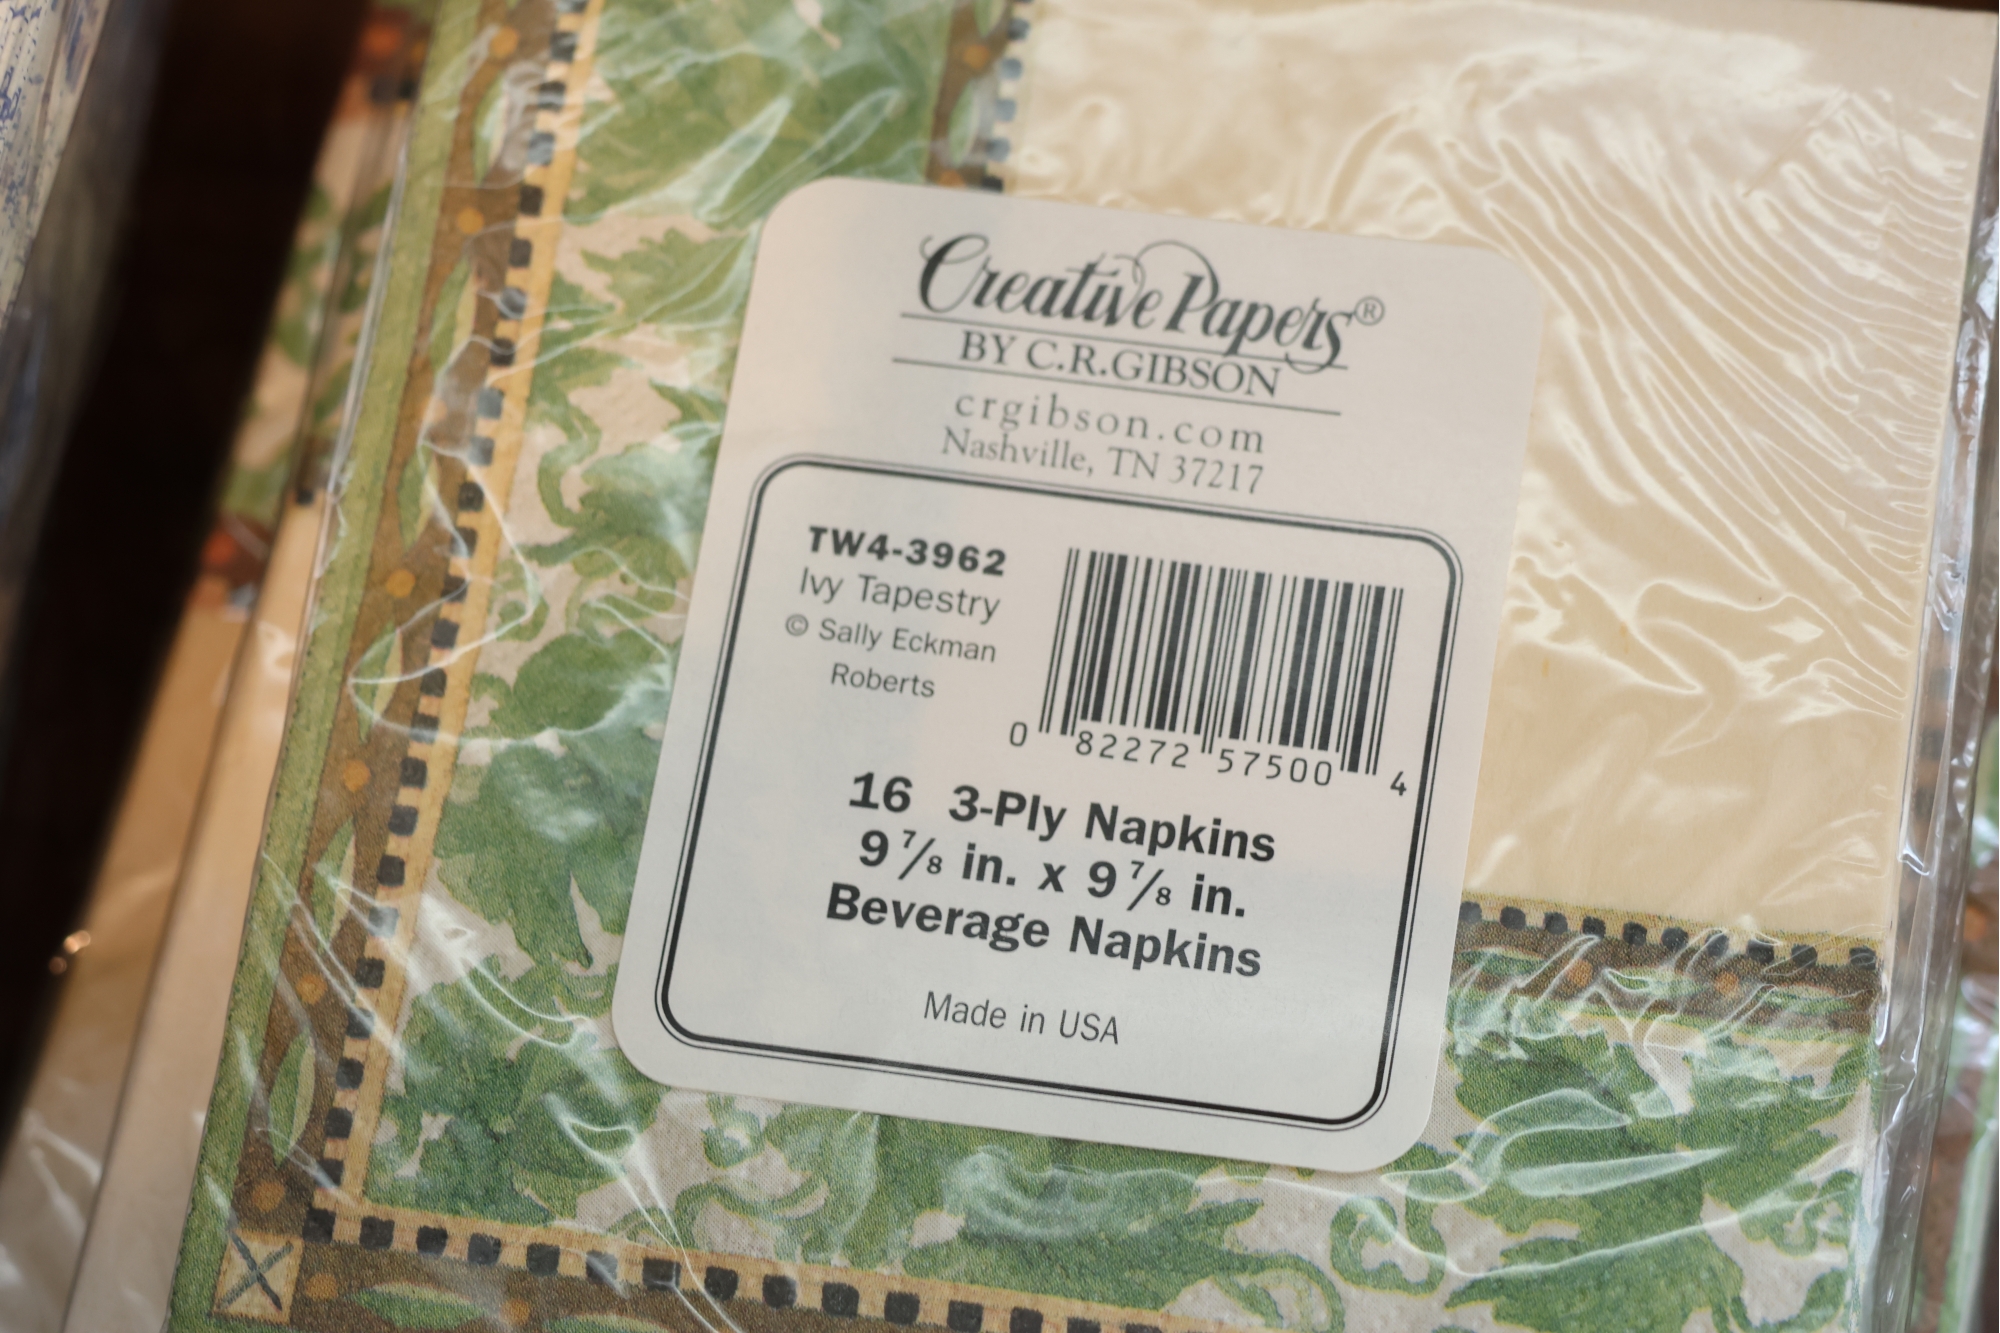 Creative Papers®
BY C.R.GIBSON
crgibson.com
Nashville, TN 37217
TW4-3962
Ivy Tapestry
© Sally Eckman
Roberts
0 82272 57500 4
16 3-Ply Napkins
9 7/8 in. x 9 7/8 in.
Beverage Napkins
Made in USA